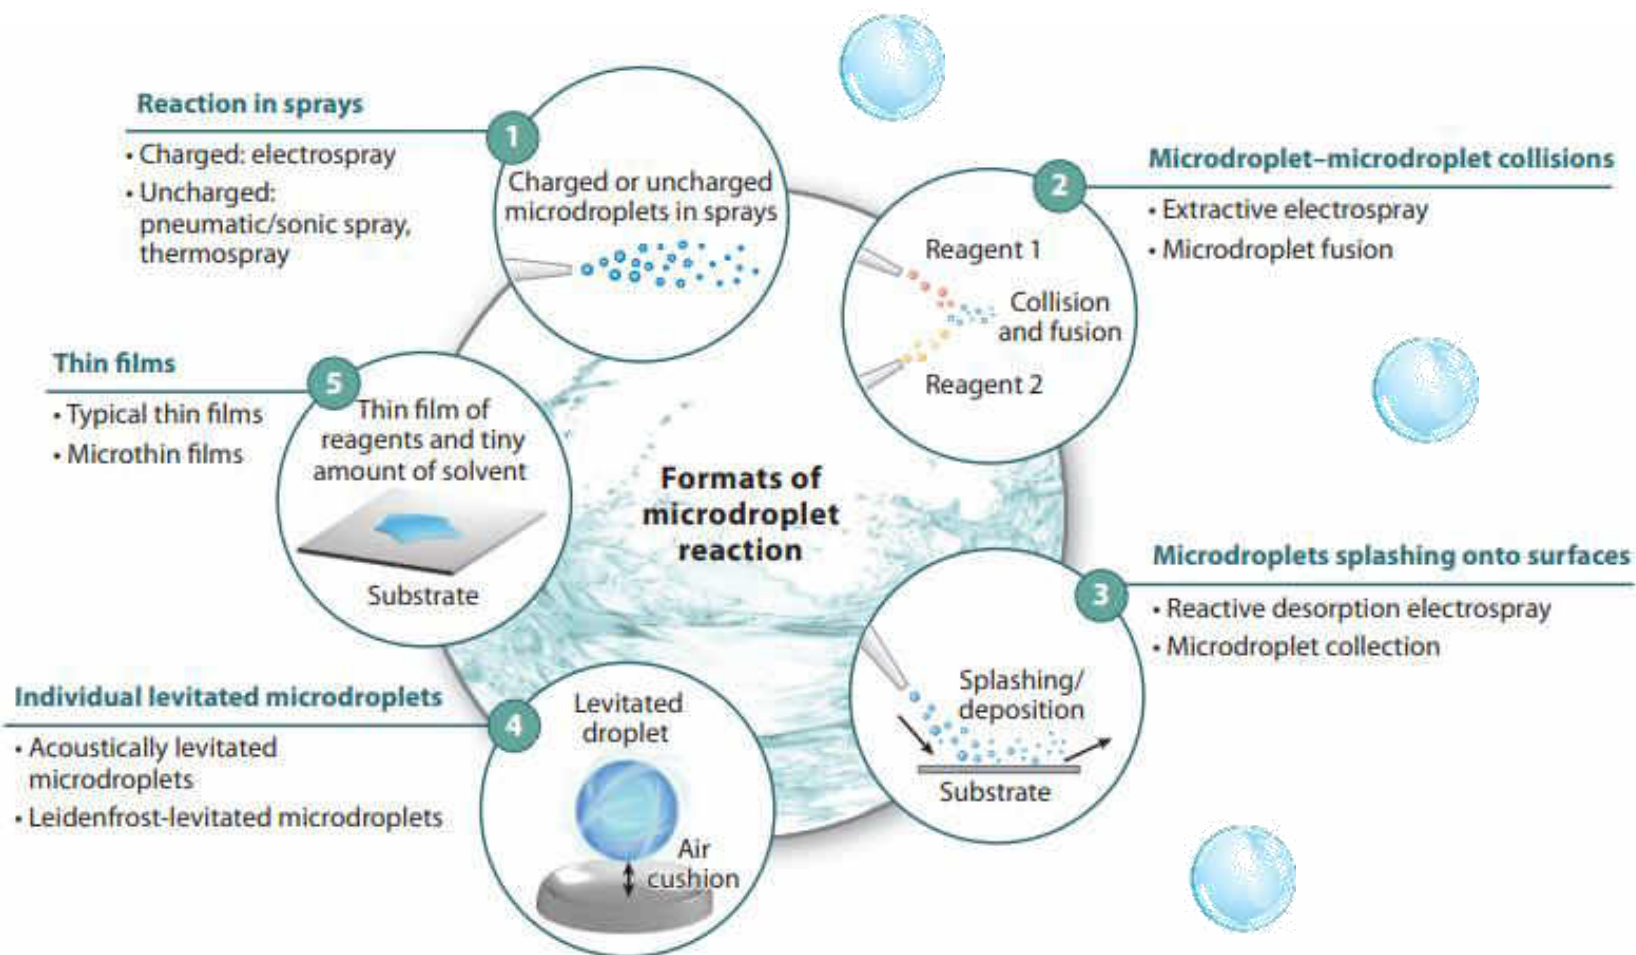 Reaction in sprays
1
• Charged: electrospray
• Uncharged:
pneumatic/sonic spray,
thermospray
Charged or uncharged
microdroplets in sprays
Microdroplet–microdroplet collisions
2
• Extractive electrospray
• Microdroplet fusion
Reagent 1
Collision
and fusion
Reagent 2
Microdroplets splashing onto surfaces
3
• Reactive desorption electrospray
• Microdroplet collection
Splashing/
deposition
Substrate
Individual levitated microdroplets
4
• Acoustically levitated
microdroplets
• Leidenfrost-levitated microdroplets
Levitated
droplet
Air
cushion
Thin films
5
• Typical thin films
• Microthin films
Thin film of
reagents and tiny
amount of solvent
Substrate
Formats of
microdroplet
reaction